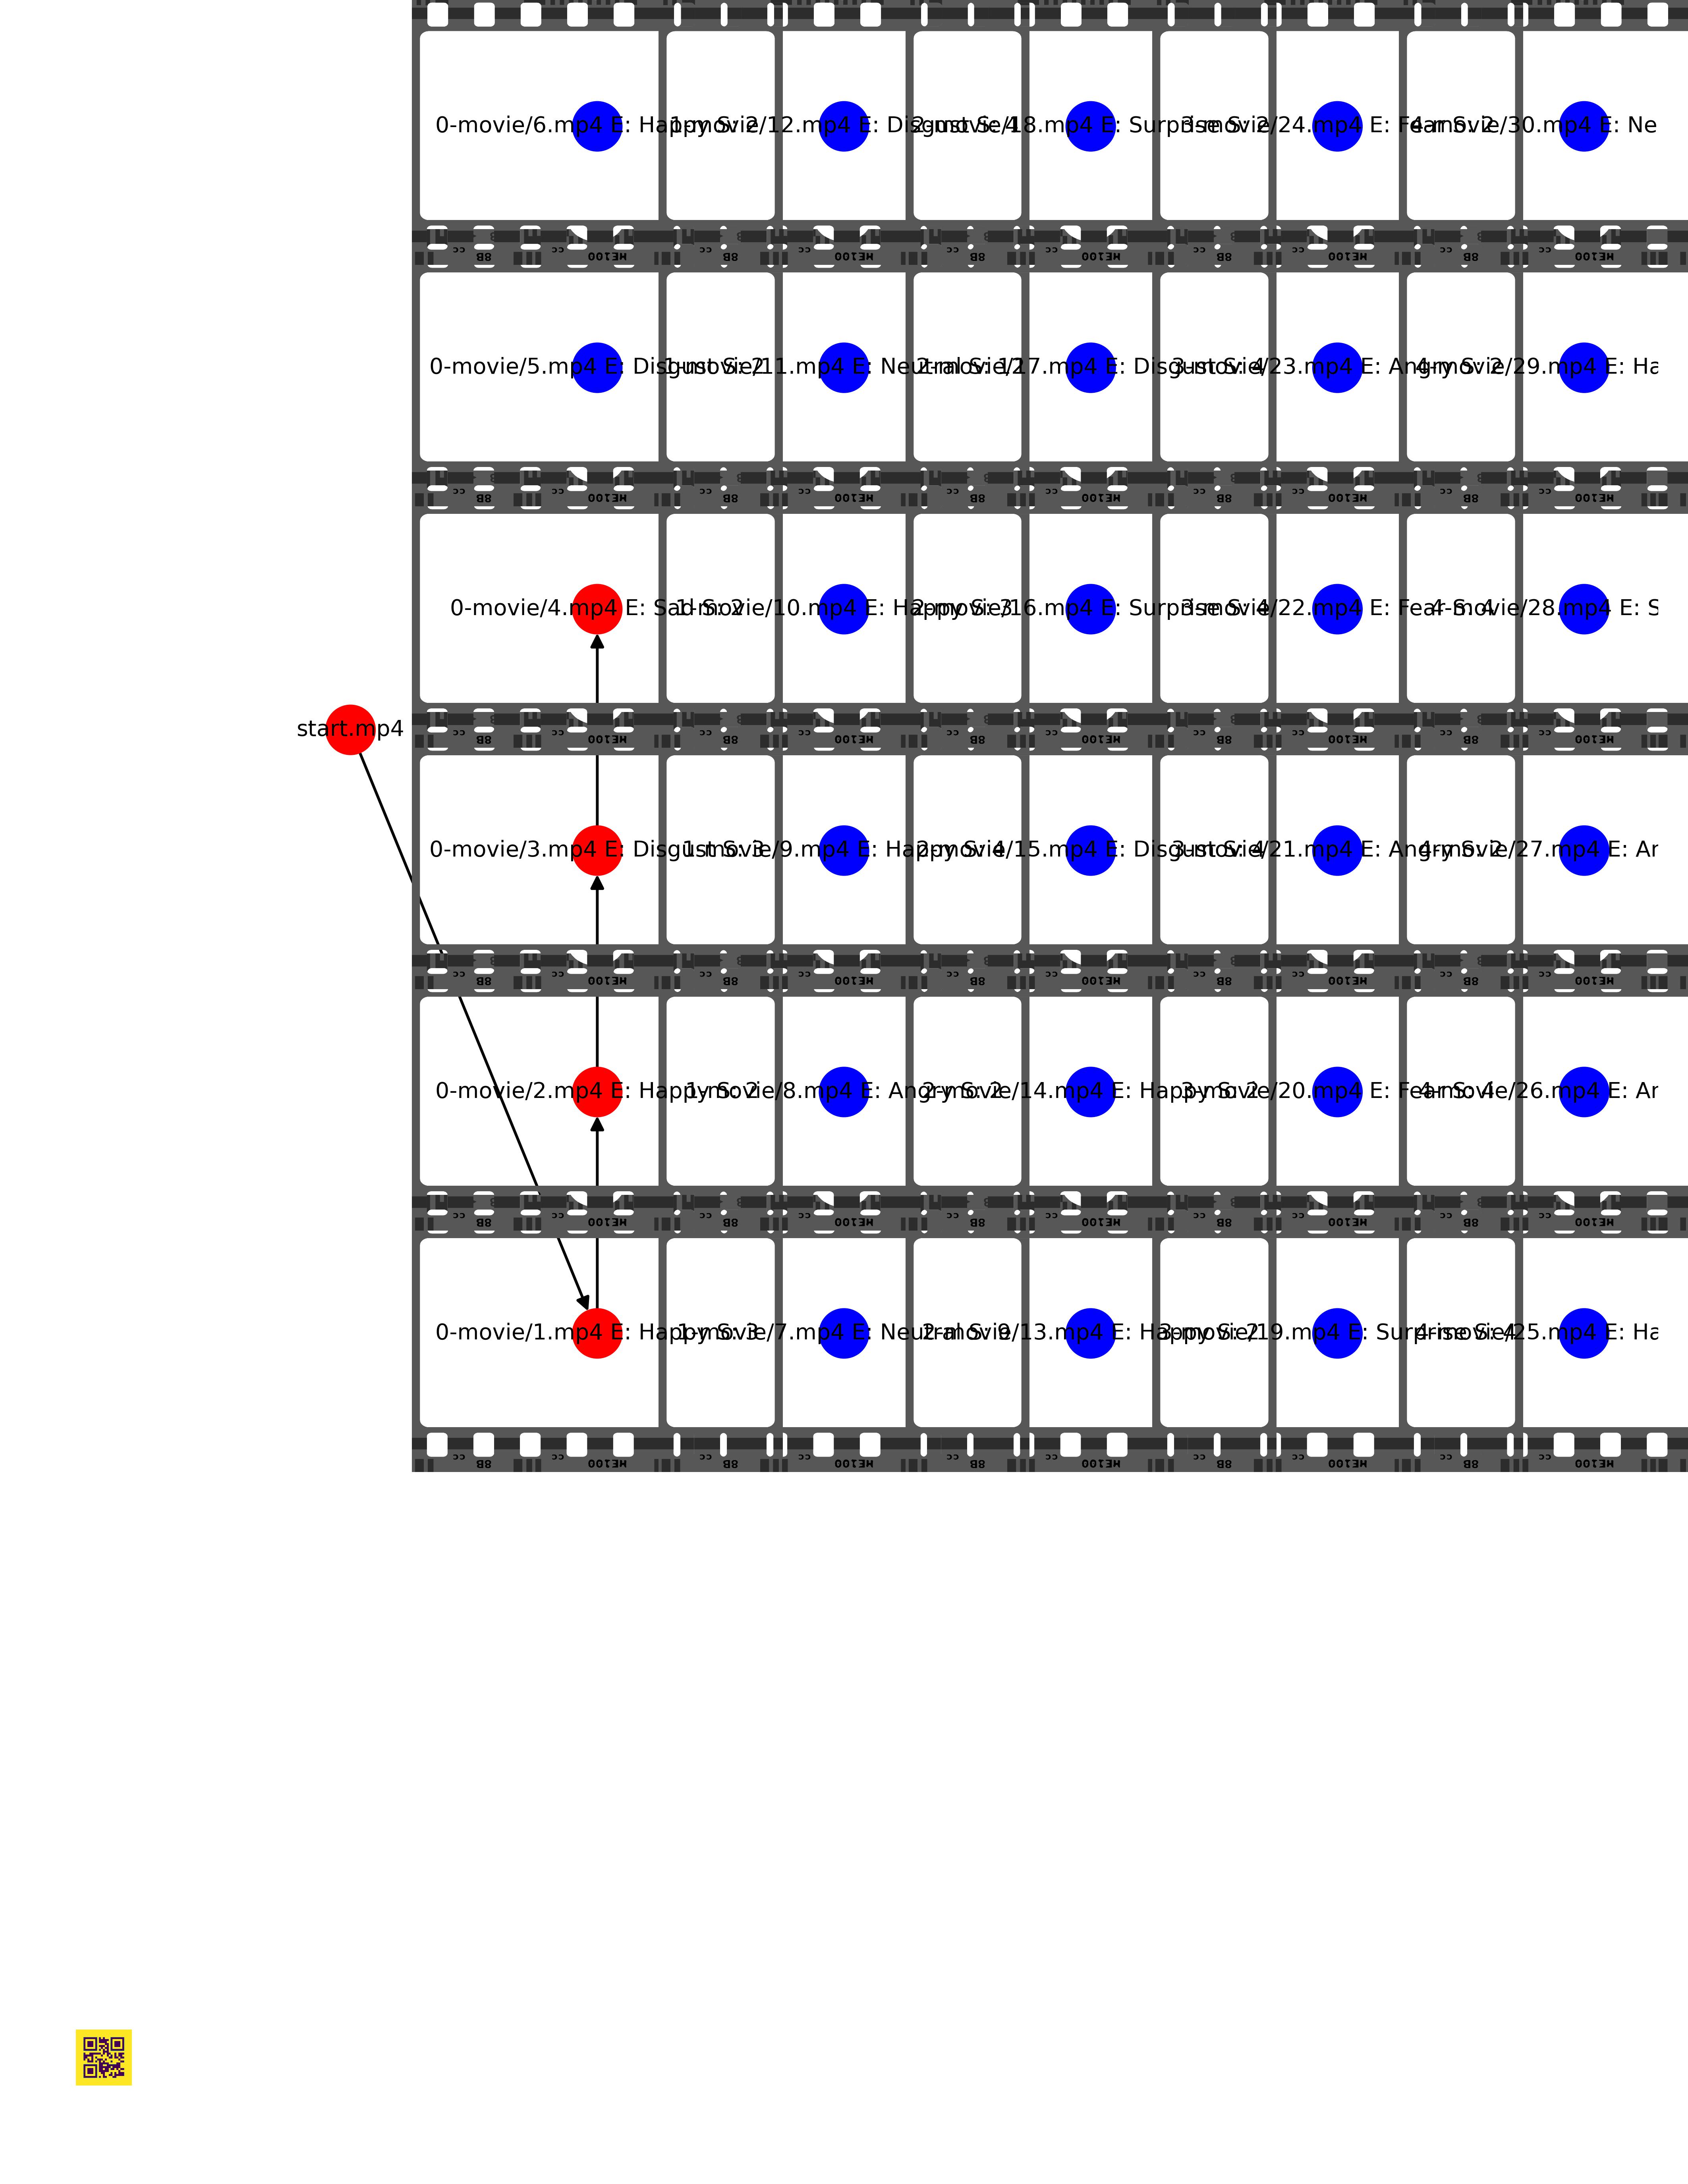 0-movie/6.mp4 E: Happy S: 2
1-movie/12.mp4 E: Disgust S: 4
2-movie/18.mp4 E: Surprise S: 2
3-movie/24.mp4 E: Fear S: 2
4-movie/30.mp4 E: Ne
0-movie/5.mp4 E: Disgust S: 2
1-movie/11.mp4 E: Neutral S: 12
2-movie/17.mp4 E: Disgust S: 4
3-movie/23.mp4 E: Angry S: 2
4-movie/29.mp4 E: Ha
0-movie/4.mp4 E: Sad S: 2
1-movie/10.mp4 E: Happy S: 3
2-movie/16.mp4 E: Surprise S: 4
3-movie/22.mp4 E: Fear S: 4
4-movie/28.mp4 E: S
start.mp4
0-movie/3.mp4 E: Disgust S: 3
1-movie/9.mp4 E: Happy S: 4
2-movie/15.mp4 E: Disgust S: 4
3-movie/21.mp4 E: Angry S: 2
4-movie/27.mp4 E: Ar
0-movie/2.mp4 E: Happy S: 2
1-movie/8.mp4 E: Angry S: 2
2-movie/14.mp4 E: Happy S: 2
3-movie/20.mp4 E: Fear S: 4
4-movie/26.mp4 E: Ar
0-movie/1.mp4 E: Happy S: 3
1-movie/7.mp4 E: Neutral S: 9
2-movie/13.mp4 E: Happy S: 2
3-movie/19.mp4 E: Surprise S: 4
4-movie/25.mp4 E: Ha